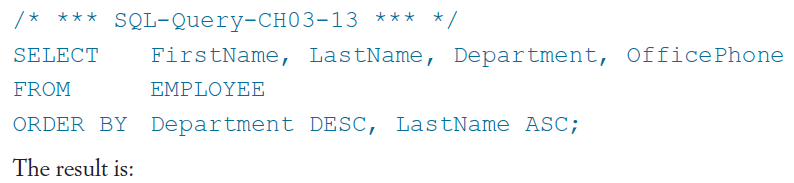 /* *** SQL-Query-CH03-13 *** */
SELECT FirstName, LastName, Department, OfficePhone
FROM EMPLOYEE
ORDER BY Department DESC, LastName ASC;
The result is: